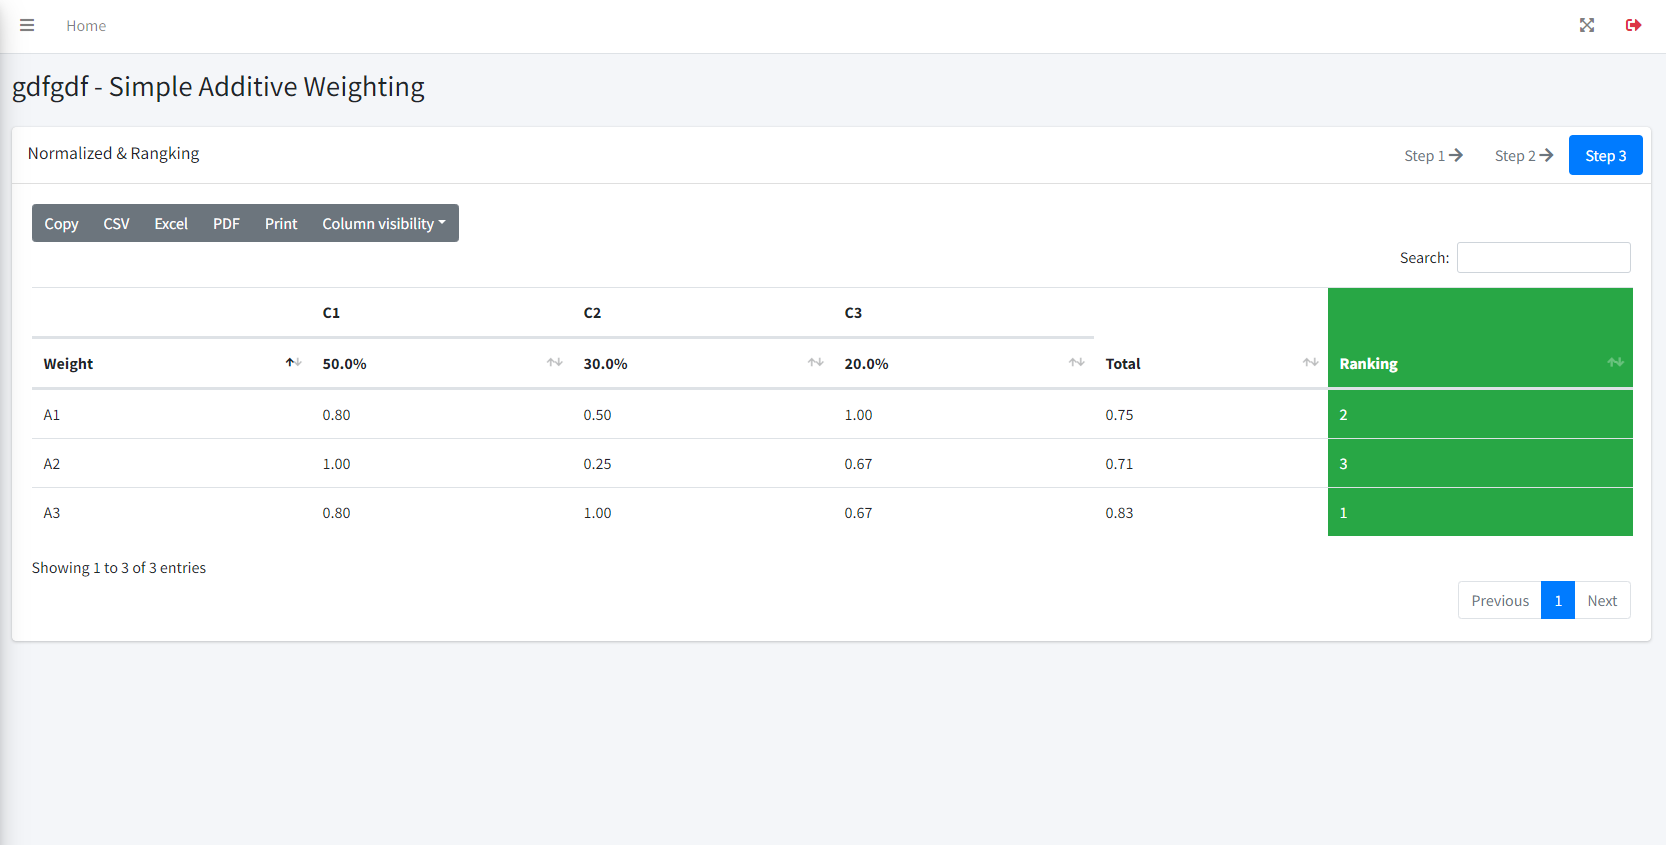 Home
gdfgdf - Simple Additive Weighting
Normalized & Rangking
Step 1 Step 2 Step 3
Copy CSV Excel PDF Print Column visibility
Search:
C1 C2 C3
Weight 50.0% 30.0% 20.0% Total Ranking
A1 0.80 0.50 1.00 0.75 2
A2 1.00 0.25 0.67 0.71 3
A3 0.80 1.00 0.67 0.83 1
Showing 1 to 3 of 3 entries
Previous 1 Next